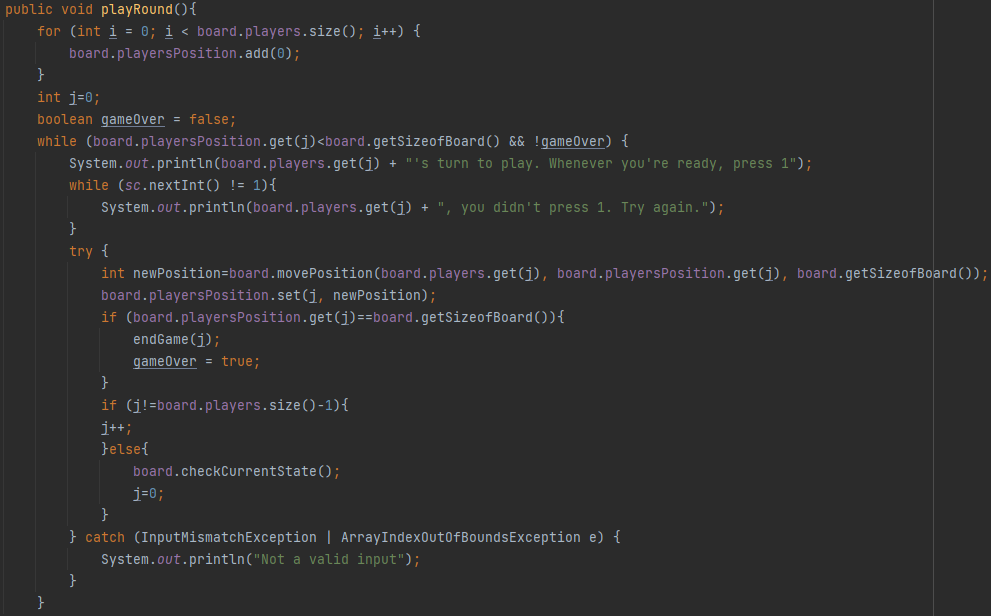 public void playRound(){
    for (int i = 0; i < board.players.size(); i++) {
        board.playersPosition.add(0);
    }
    int j=0;
    boolean gameOver = false;
    while (board.playersPosition.get(j)<board.getSizeofBoard() && !gameOver) {
        System.out.println(board.players.get(j) + "'s turn to play. Whenever you're ready, press 1");
        while (sc.nextInt() != 1){
            System.out.println(board.players.get(j) + ", you didn't press 1. Try again.");
        }
        try {
            int newPosition=board.movePosition(board.players.get(j), board.playersPosition.get(j), board.getSizeofBoard());
            board.playersPosition.set(j, newPosition);
            if (board.playersPosition.get(j)==board.getSizeofBoard()){
                endGame(j);
                gameOver = true;
            }
            if (j!=board.players.size()-1){
            j++;
            }else{
                board.checkCurrentState();
                j=0;
            }
        } catch (InputMismatchException | ArrayIndexOutOfBoundsException e) {
            System.out.println("Not a valid input");
        }
    }